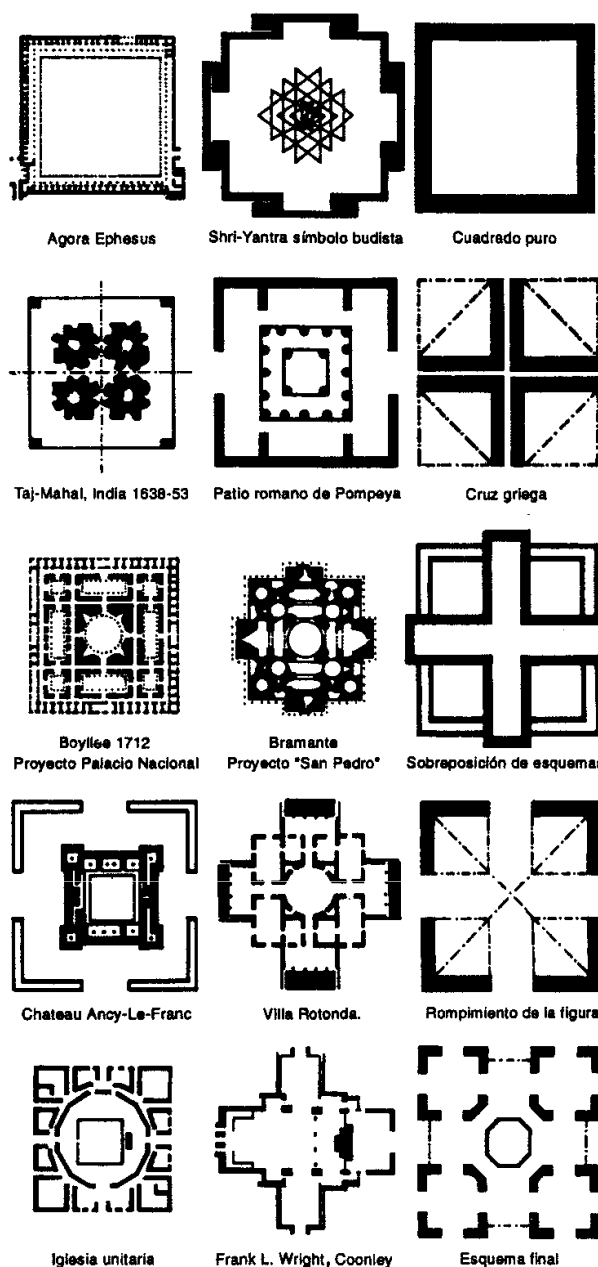 Agora Ephesus
Shri-Yantra símbolo budista
Cuadrado puro
Taj-Mahal, India 1638-53
Patio romano de Pompeya
Cruz griega
Boyllee 1712
Proyecto Palacio Nacional
Bramante
Proyecto "San Pedro"
Sobreposición de esquemas
Chateau Ancy-Le-Franc
Villa Rotonda.
Rompimiento de la figura
Iglesia unitaria
Frank L. Wright, Coonley
Esquema final